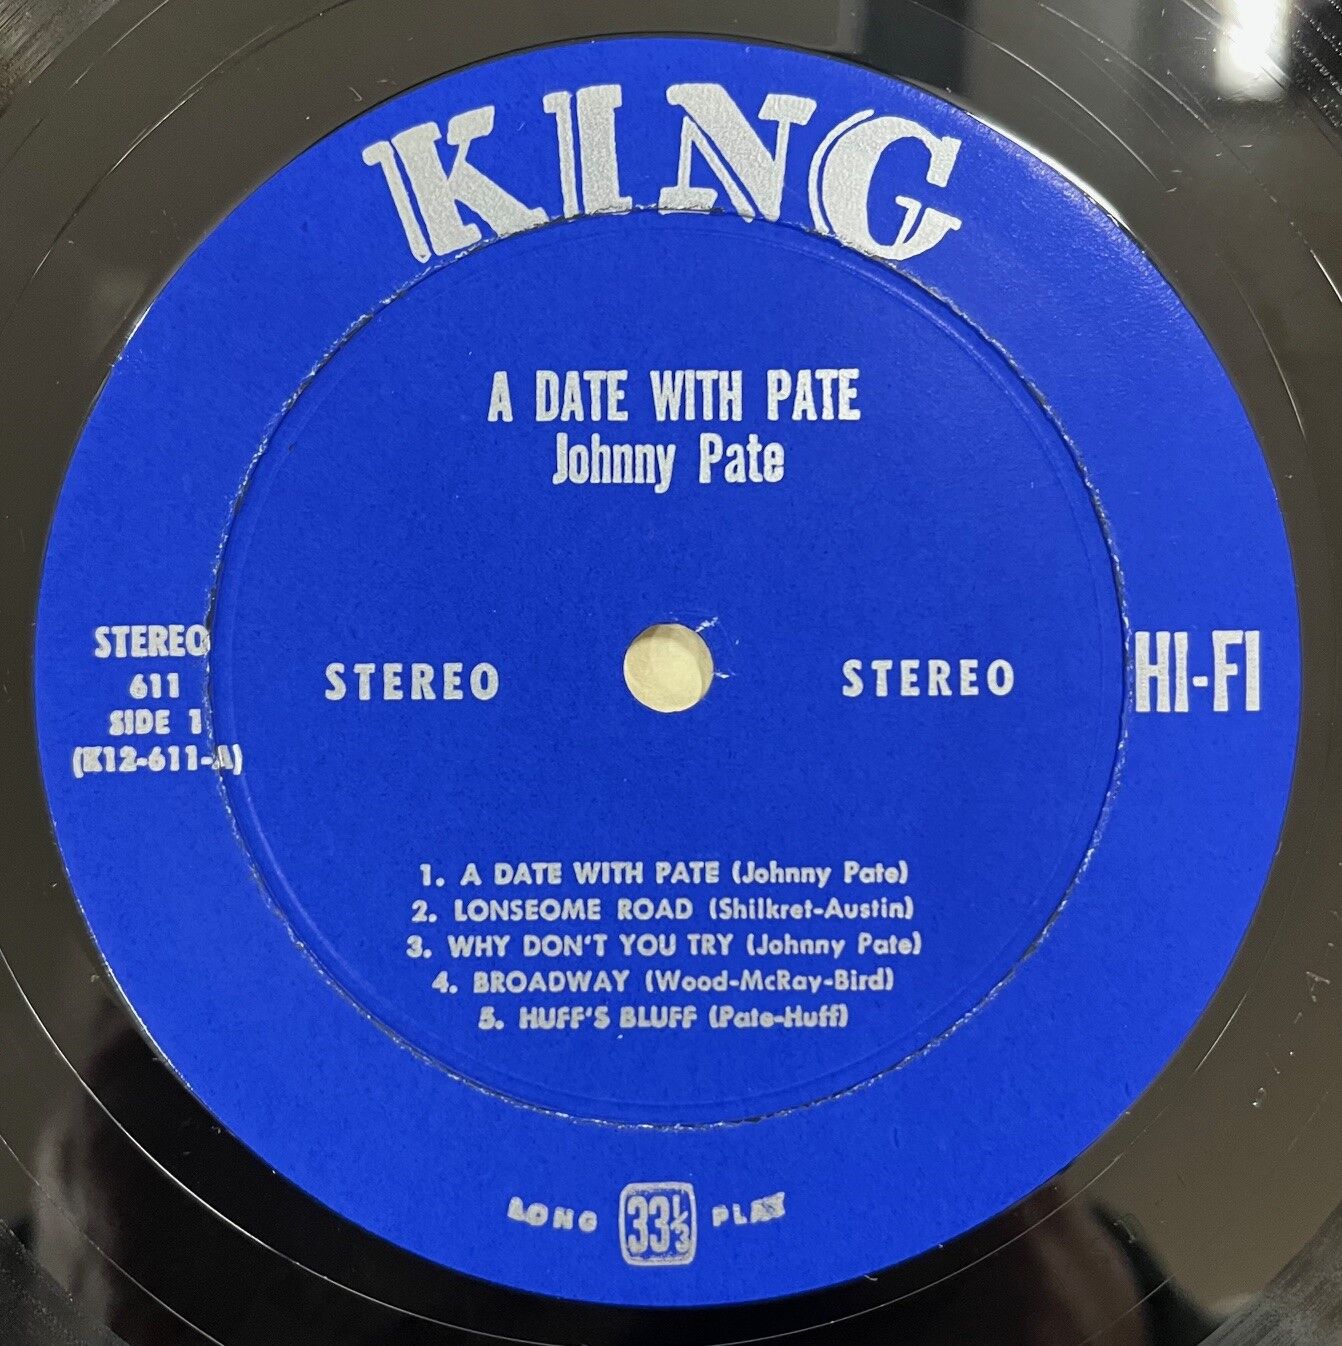 KING
A DATE WITH PATE
Johnny Pate
STEREO
611
SIDE 1
(K12-611-A)
STEREO
STEREO
HI-FI
1. A DATE WITH PATE (Johnny Pate)
2. LONSEOME ROAD (Shilkret-Austin)
3. WHY DON'T YOU TRY (Johnny Pate)
4. BROADWAY (Wood-McRay-Bird)
5. HUFF'S BLUFF (Pate-Huff)
LONG 33⅓ PLAY